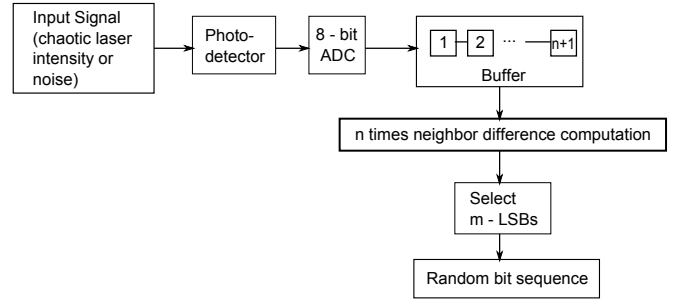 Input Signal
(chaotic laser
intensity or
noise)
Photo-
detector
8 - bit
ADC
1
2
...
n+1
Buffer
n times neighbor difference computation
Select
m - LSBs
Random bit sequence